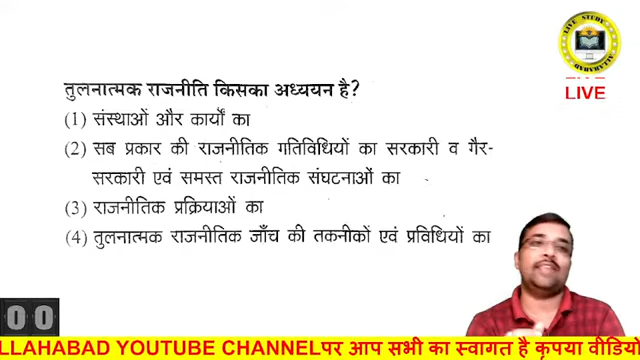 LIVE STUDY
LIVE
तुलनात्मक राजनीति किसका अध्ययन है?
(1) संस्थाओं और कार्यों का
(2) सब प्रकार की राजनीतिक गतिविधियों का सरकारी व गैर-
सरकारी एवं समस्त राजनीतिक संघटनाओं का
(3) राजनीतिक प्रक्रियाओं का
(4) तुलनात्मक राजनीतिक जाँच की तकनीकों एवं प्रविधियों का
00
LLAHABAD YOUTUBE CHANNELपर आप सभी का स्वागत है कृपया वीडियो